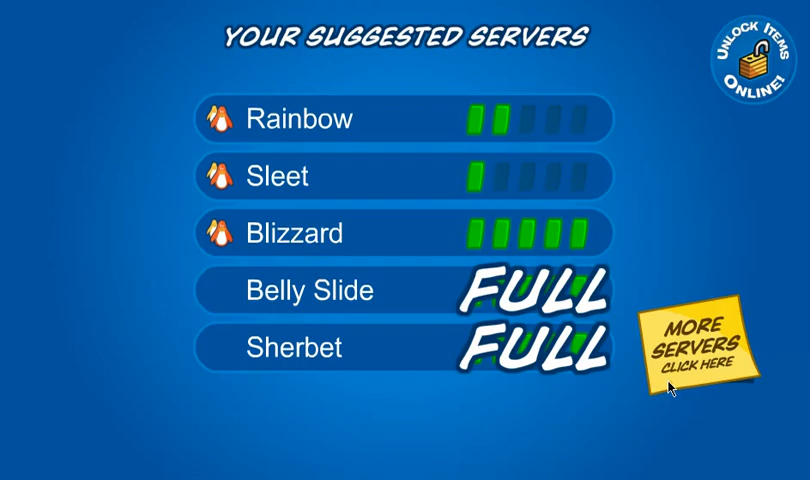 YOUR SUGGESTED SERVERS
UNLOCK ITEMS
ONLINE!
Rainbow
Sleet
Blizzard
Belly Slide
FULL
Sherbet
FULL
MORE
SERVERS
CLICK HERE